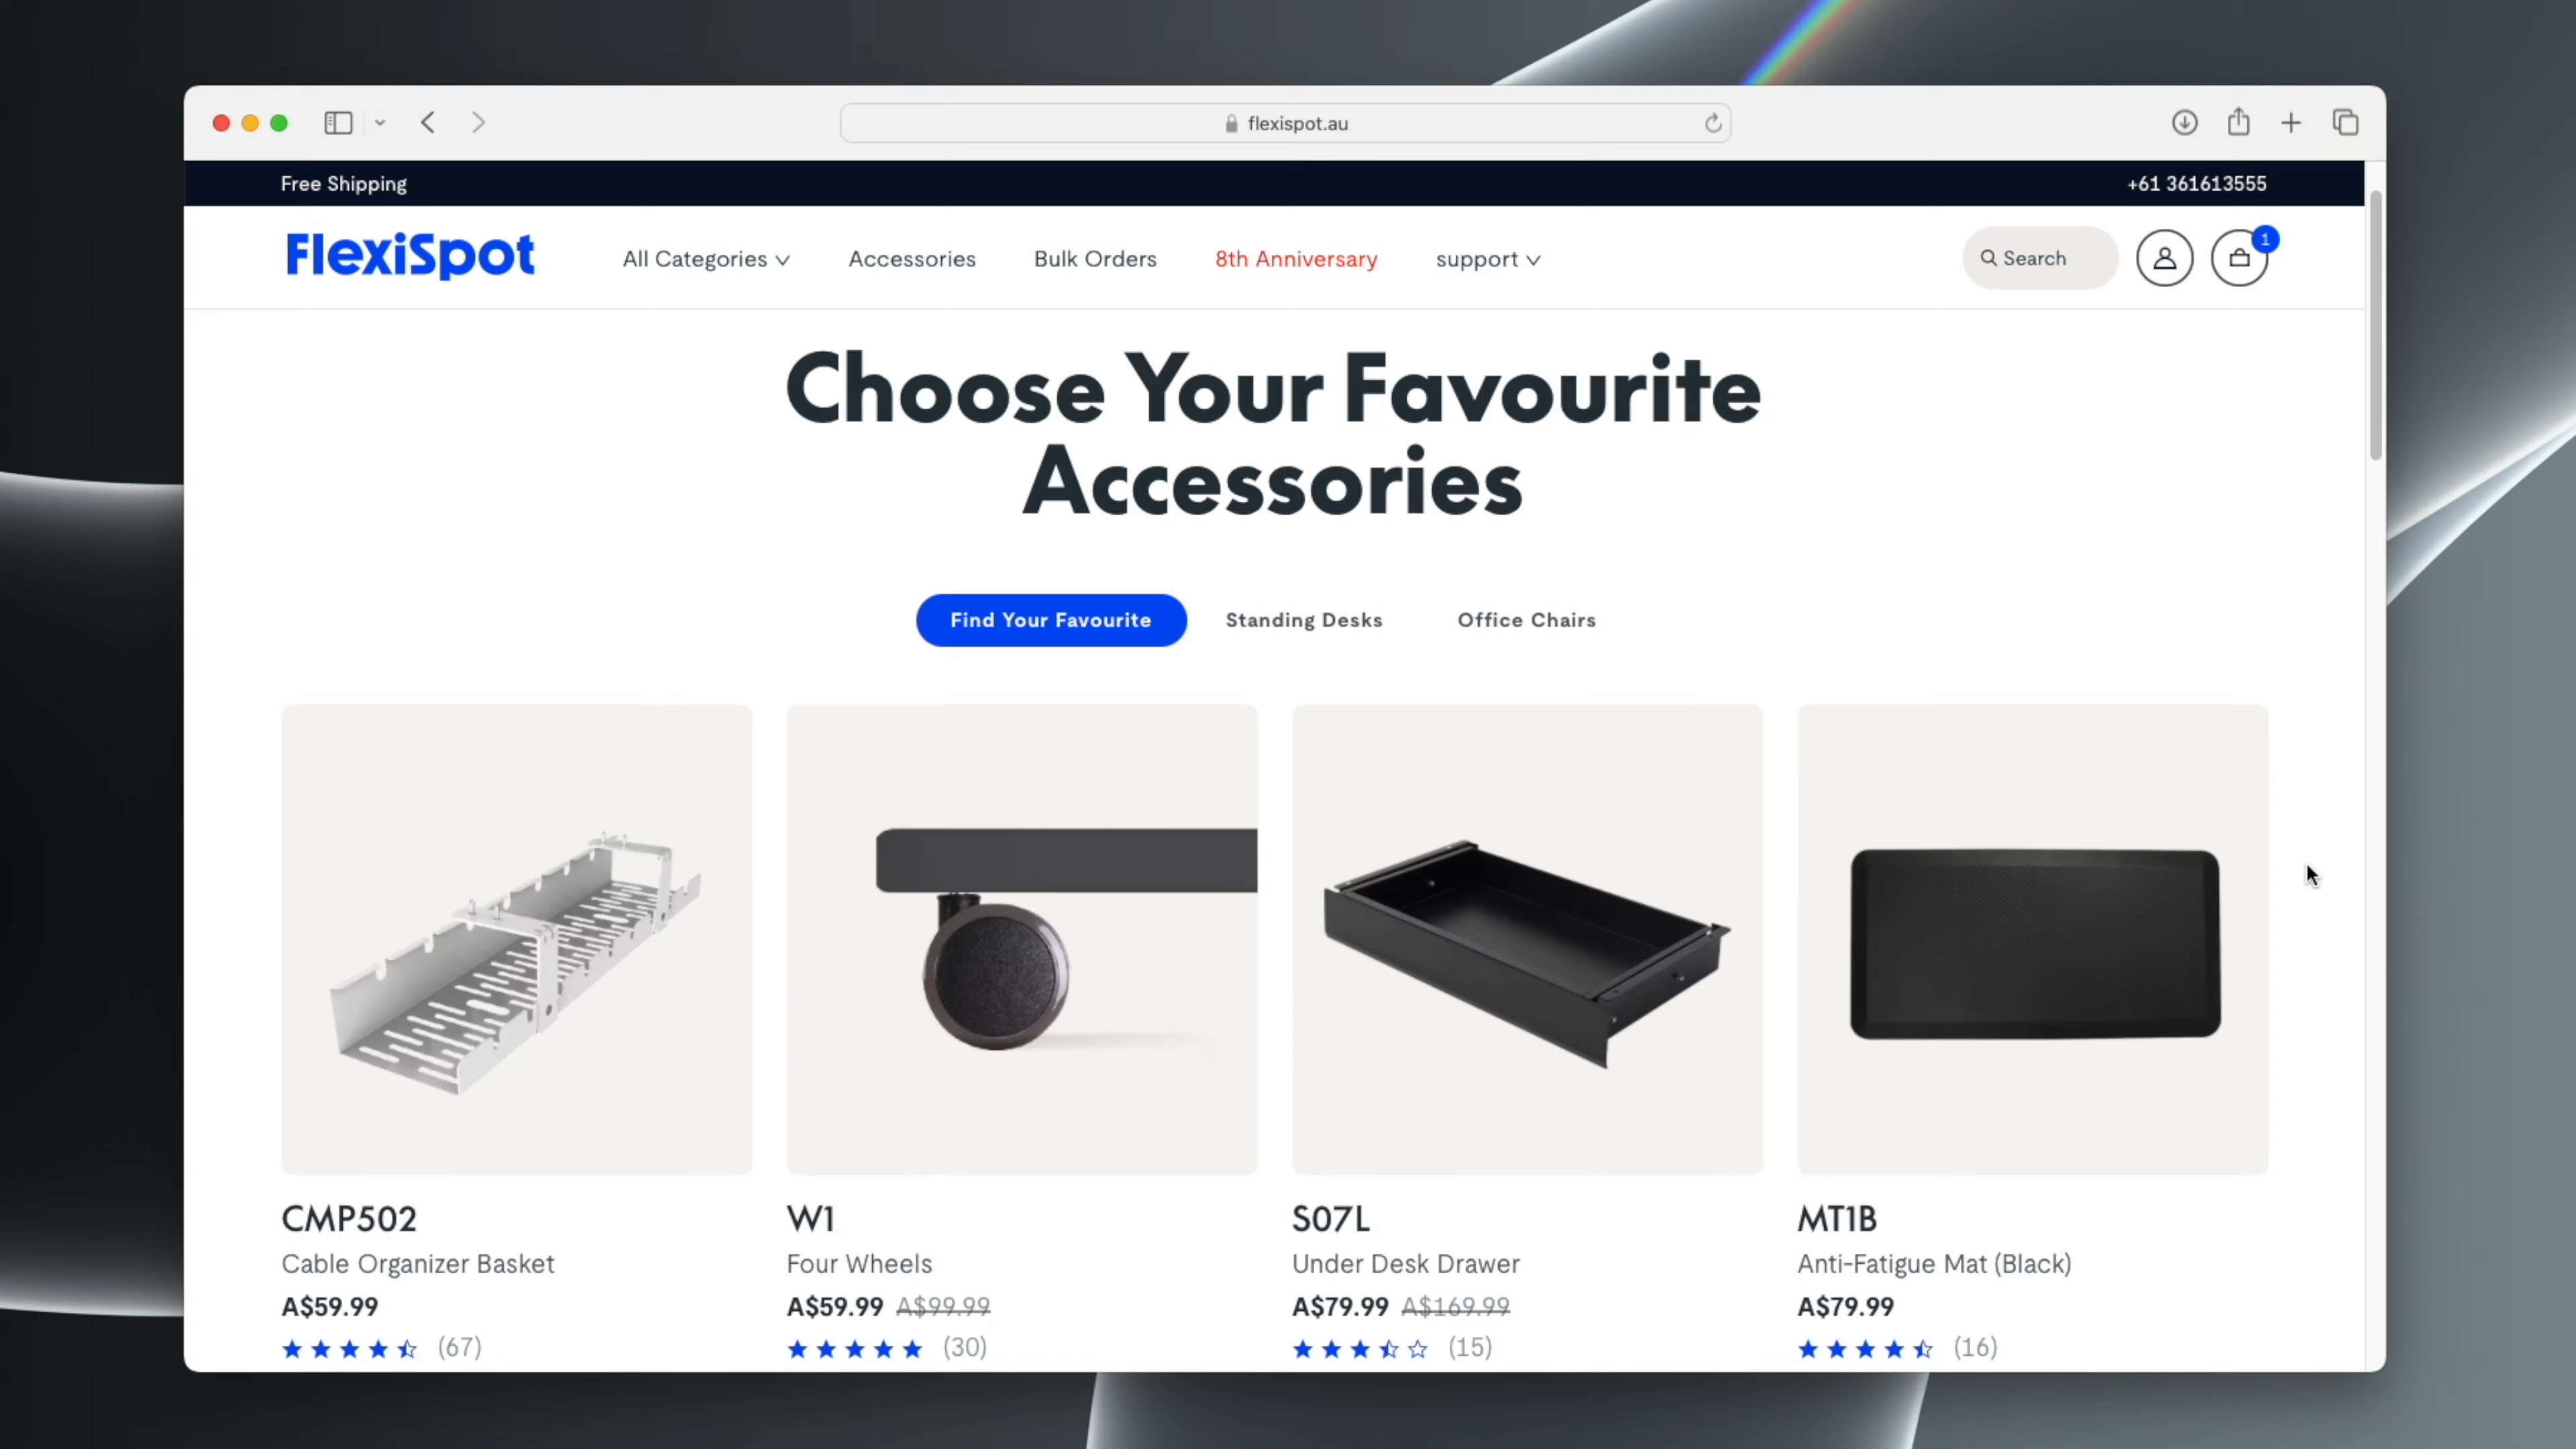 flexispot.au
Free Shipping
+61 361613555
FlexiSpot
All Categories
Accessories
Bulk Orders
8th Anniversary
support
Search
1
Choose Your Favourite
Accessories
Find Your Favourite
Standing Desks
Office Chairs
CMP502
Cable Organizer Basket
A$59.99
(67)
W1
Four Wheels
A$59.99 A$99.99
(30)
S07L
Under Desk Drawer
A$79.99 A$169.99
(15)
MT1B
Anti-Fatigue Mat (Black)
A$79.99
(16)